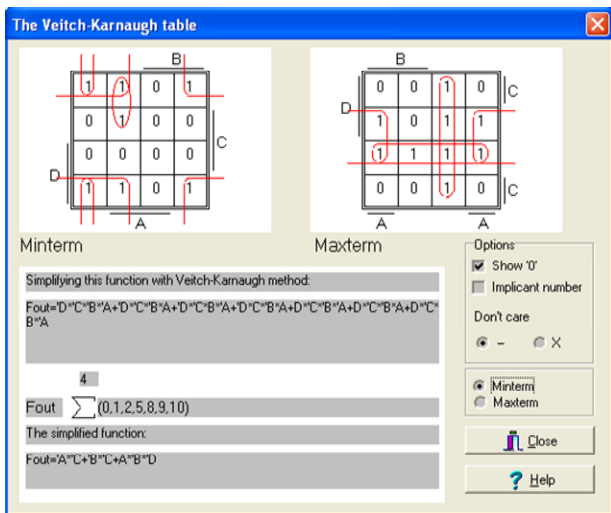 The Veitch-Karnaugh table
B
1 1 0 1
0 1 0 0
C
0 0 0 0
D
1 1 0 1
A
Minterm
B
0 0 1 0
C
D
1 0 1 1
1 1 1 1
0 0 1 0
C
A A
Maxterm
Options
Show '0'
Implicant number
Don't care
- X
Minterm
Maxterm
Close
Help
Simplifying this function with Veitch-Karnaugh method:
Fout='D*'C*'B*'A+'D*'C*'B*A+'D*'C*B*'A+'D*C*'B*A+D*'C*'B*'A+D*'C*'B*A+D*'C*
B*'A
4
Fout ∑(0,1,2,5,8,9,10)
The simplified function:
Fout='A*'C+'B*'C+A*'B*'D